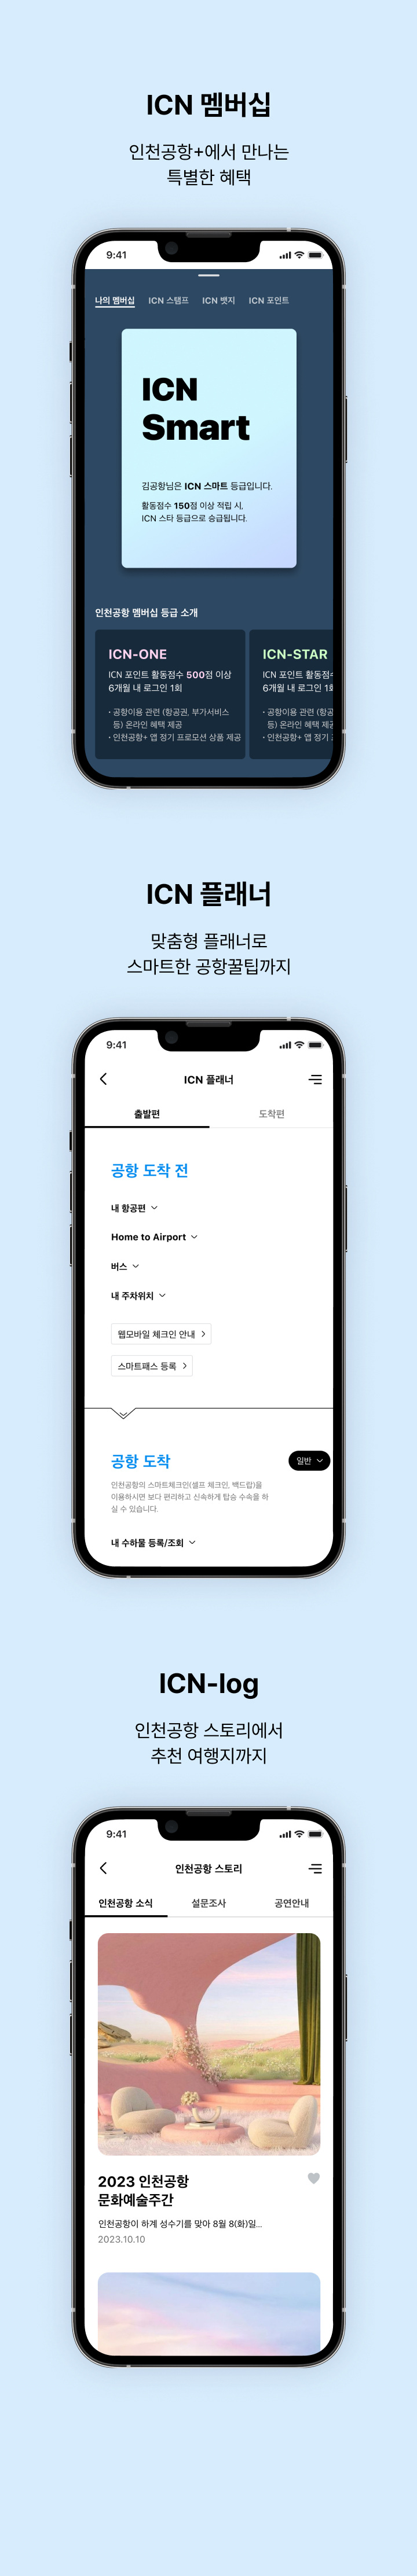 ICN 멤버십
인천공항+에서 만나는
특별한 혜택
9:41
나의 멤버십 ICN 스탬프 ICN 뱃지 ICN 포인트
ICN
Smart
김공항님은 ICN 스마트 등급입니다.
활동점수 150점 이상 적립 시,
ICN 스타 등급으로 승급됩니다.
인천공항 멤버십 등급 소개
ICN-ONE
ICN 포인트 활동점수 500점 이상
6개월 내 로그인 1회
· 공항이용 관련 (항공권, 부가서비스
등) 온라인 혜택 제공
· 인천공항+ 앱 정기 프로모션 상품 제공
ICN-STAR
ICN 포인트 활동점
6개월 내 로그인 1회
· 공항이용 관련 (항공
등) 온라인 혜택 제공
· 인천공항+ 앱 정기
ICN 플래너
맞춤형 플래너로
스마트한 공항꿀팁까지
9:41
ICN 플래너
출발편 도착편
공항 도착 전
내 항공편
Home to Airport
버스
내 주차위치
웹모바일 체크인 안내
스마트패스 등록
공항 도착
일반
인천공항의 스마트체크인(셀프 체크인, 백드랍)을
이용하시면 보다 편리하고 신속하게 탑승 수속을 하
실 수 있습니다.
내 수하물 등록/조회
ICN-log
인천공항 스토리에서
추천 여행지까지
9:41
인천공항 스토리
인천공항 소식 설문조사 공연안내
2023 인천공항
문화예술주간
인천공항이 하계 성수기를 맞아 8월 8(화)일...
2023.10.10